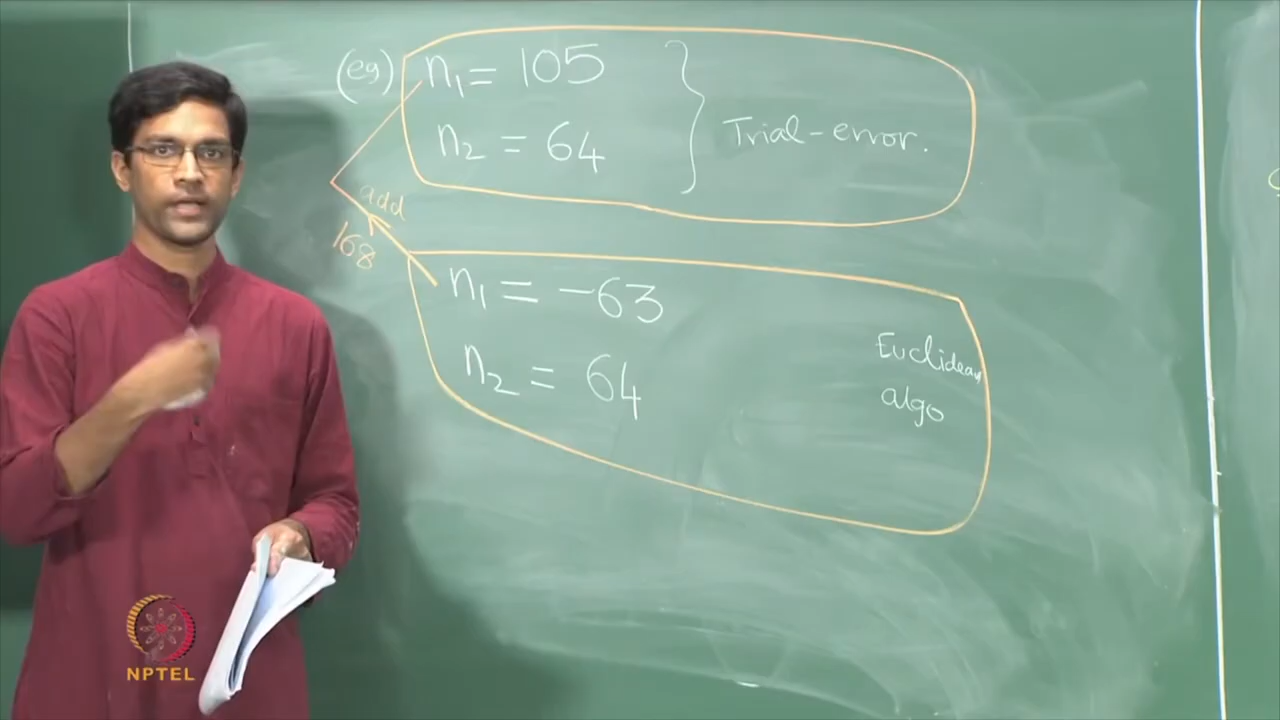 (eg) n₁ = 105
n₂ = 64
Trial-error.
add
168
n₁ = -63
n₂ = 64
Euclidean
algo
NPTEL